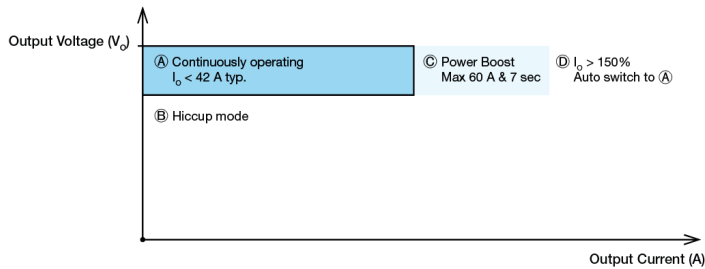 Output Voltage (Vo)
Ⓐ Continuously operating
Io < 42 A typ.
Ⓒ Power Boost
Max 60 A & 7 sec
Ⓓ Io > 150%
Auto switch to Ⓐ
Ⓑ Hiccup mode
Output Current (A)